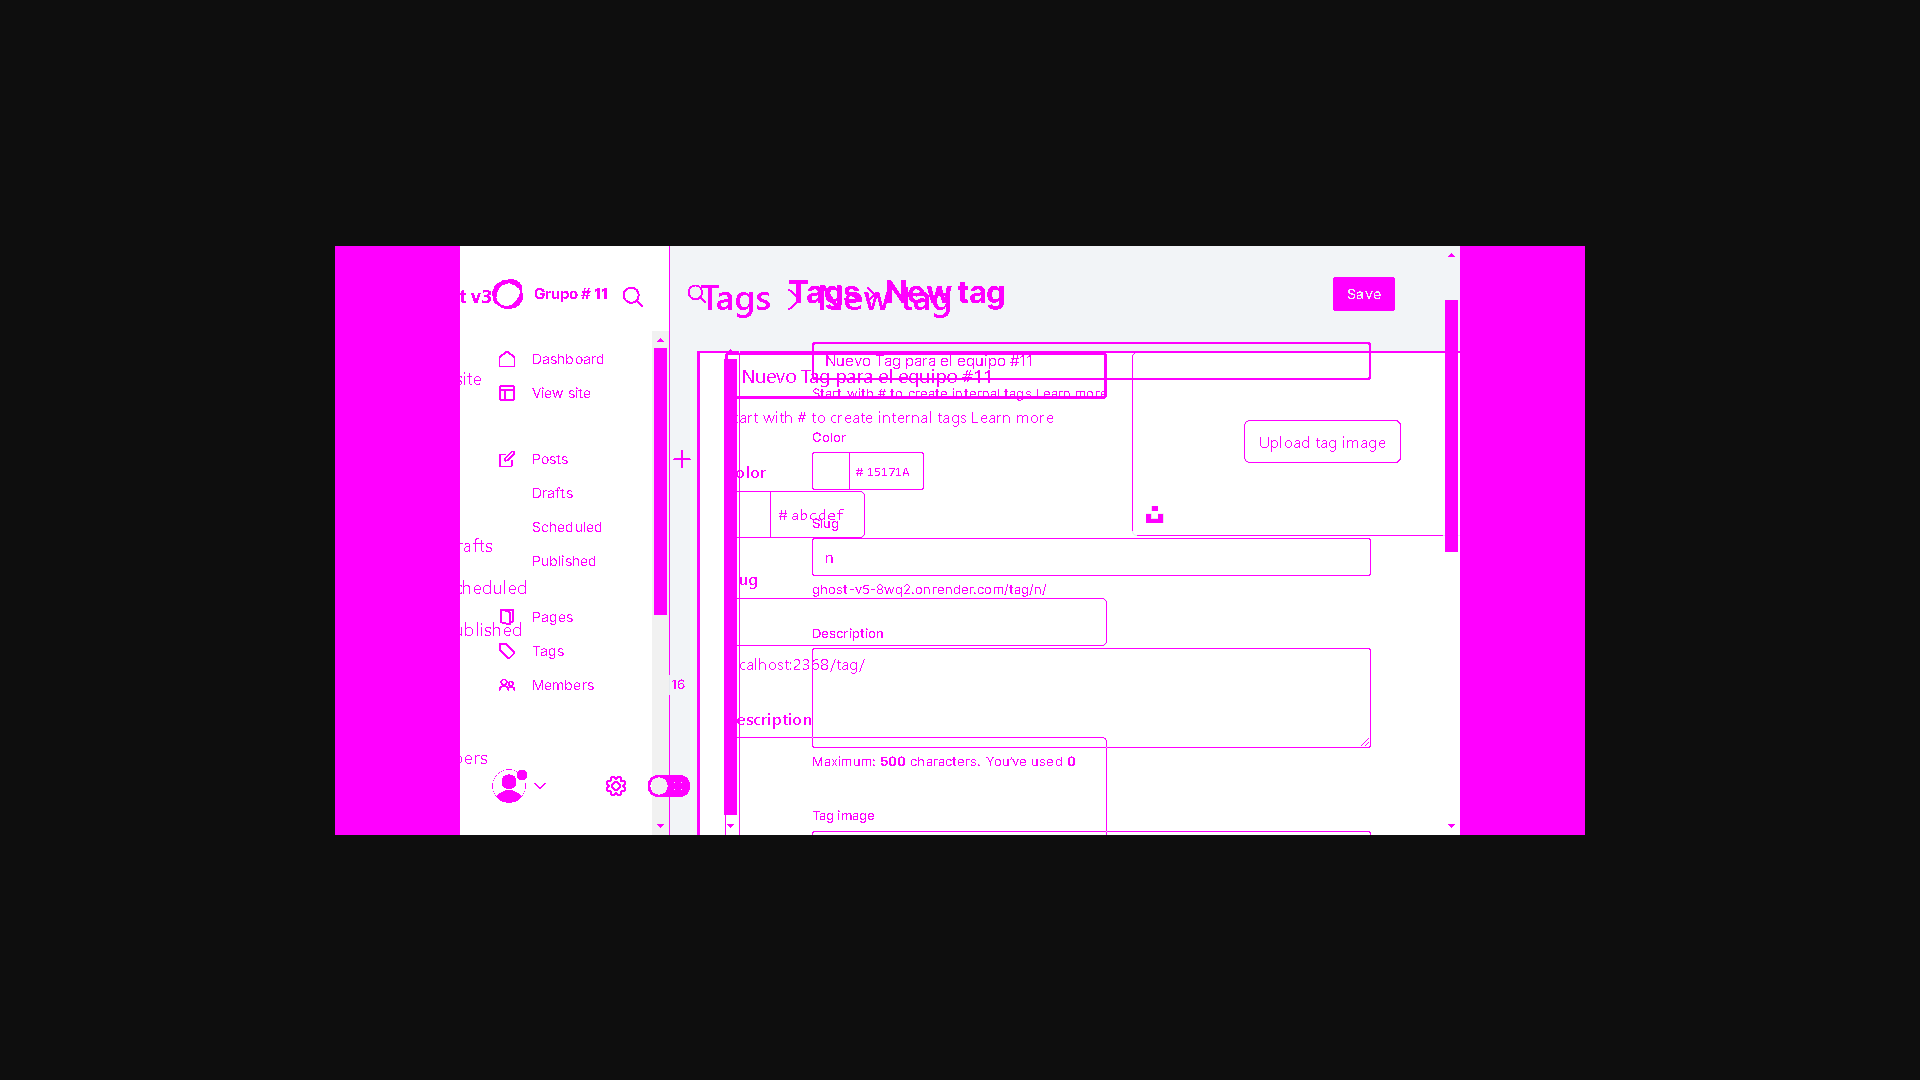 t v3
Grupo # 11
Tags New tag
Tags > New tag
Save
Dashboard
site
View site
Nuevo Tag para el equipo #11
Nuevo Tag para el equipo #11
Start with # to create internal tags Learn more
art with # to create internal tags Learn more
Color
olor
# 15171A
# abcdef
Upload tag image
Posts
Drafts
Scheduled
Published
rafts
cheduled
ublished
Slug
n
ug
ghost-v5-8wq2.onrender.com/tag/n/
Pages
Tags
Members
16
Description
calhost:2368/tag/
escription
bers
Maximum: 500 characters. You've used 0
Tag image